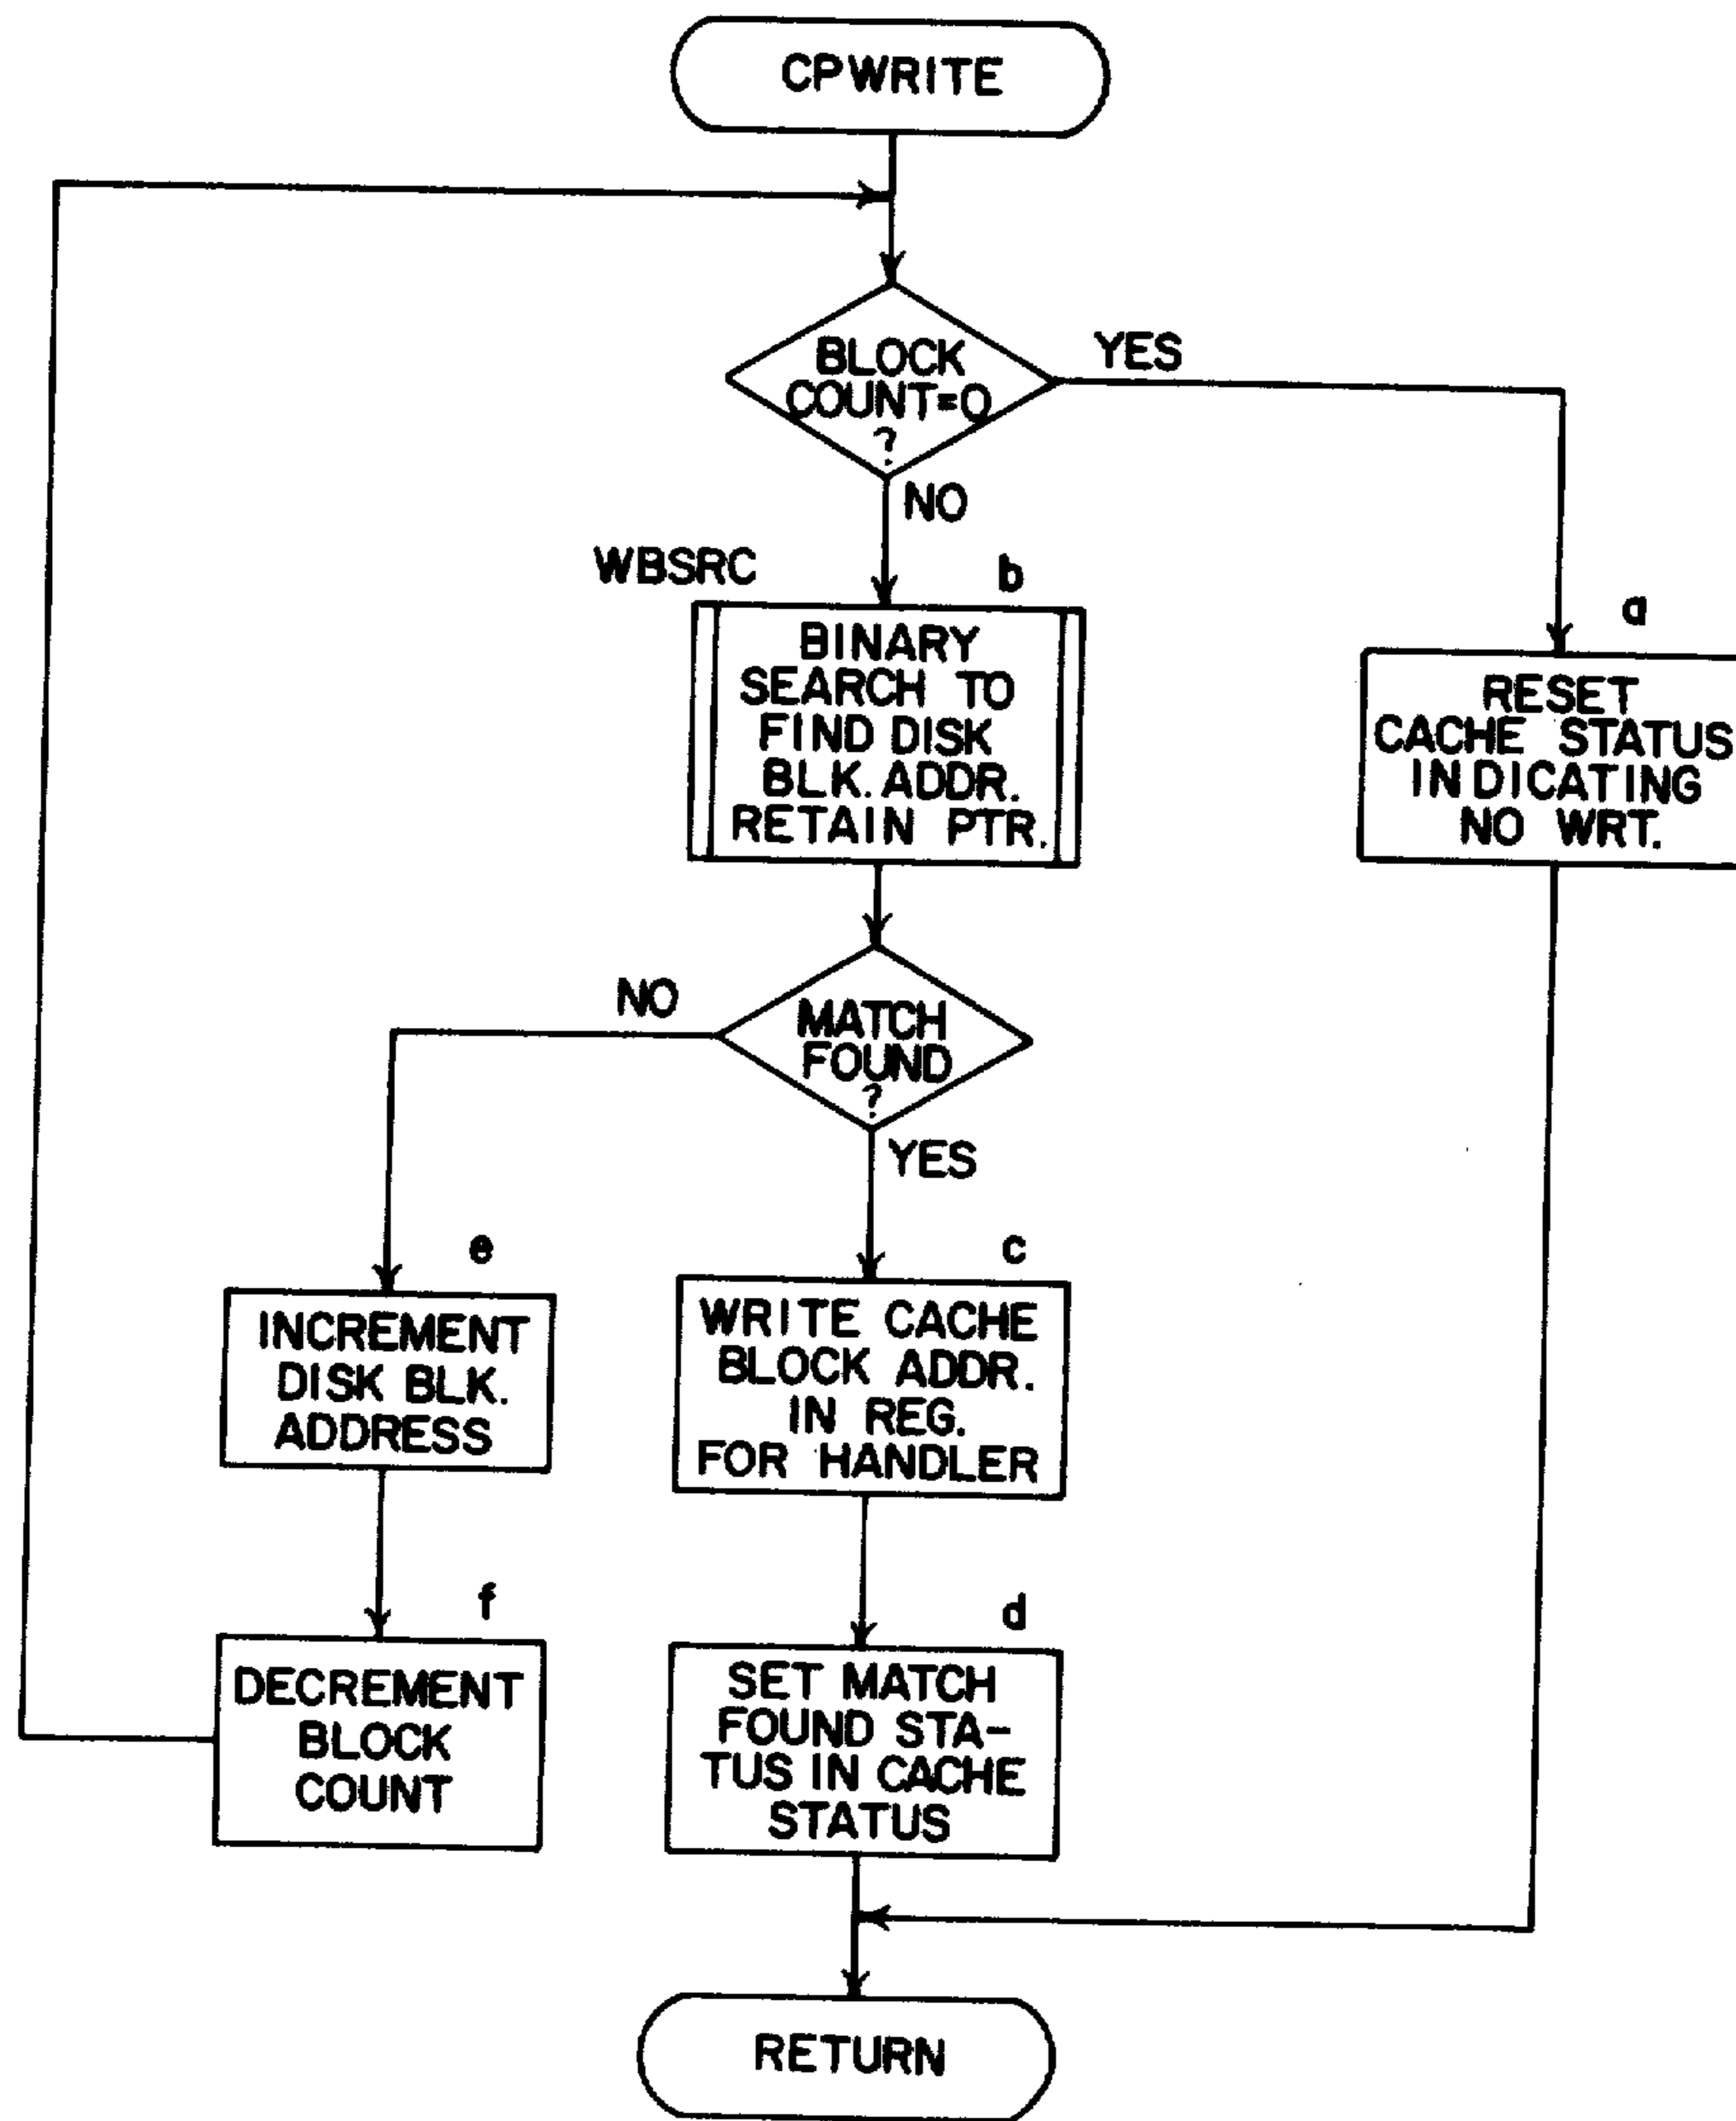 CPWRITE
BLOCK
COUNT=0
?
YES
NO
WBSRC
b
BINARY
SEARCH TO
FIND DISK
BLK. ADDR.
RETAIN PTR.
a
RESET
CACHE STATUS
INDICATING
NO WRT.
MATCH
FOUND
?
NO
YES
e
INCREMENT
DISK BLK.
ADDRESS
c
WRITE CACHE
BLOCK ADDR.
IN REG.
FOR HANDLER
f
DECREMENT
BLOCK
COUNT
d
SET MATCH
FOUND STA-
TUS IN CACHE
STATUS
RETURN